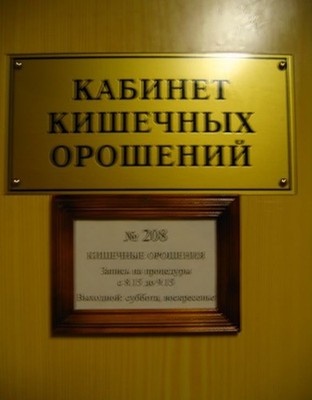 КАБИНЕТ
КИШЕЧНЫХ
ОРОШЕНИЙ
№ 208
КИШЕЧНЫЕ ОРОШЕНИЯ
Запись на процедуры
с 8.15 до 9.15
Выходной: суббота, воскресенье